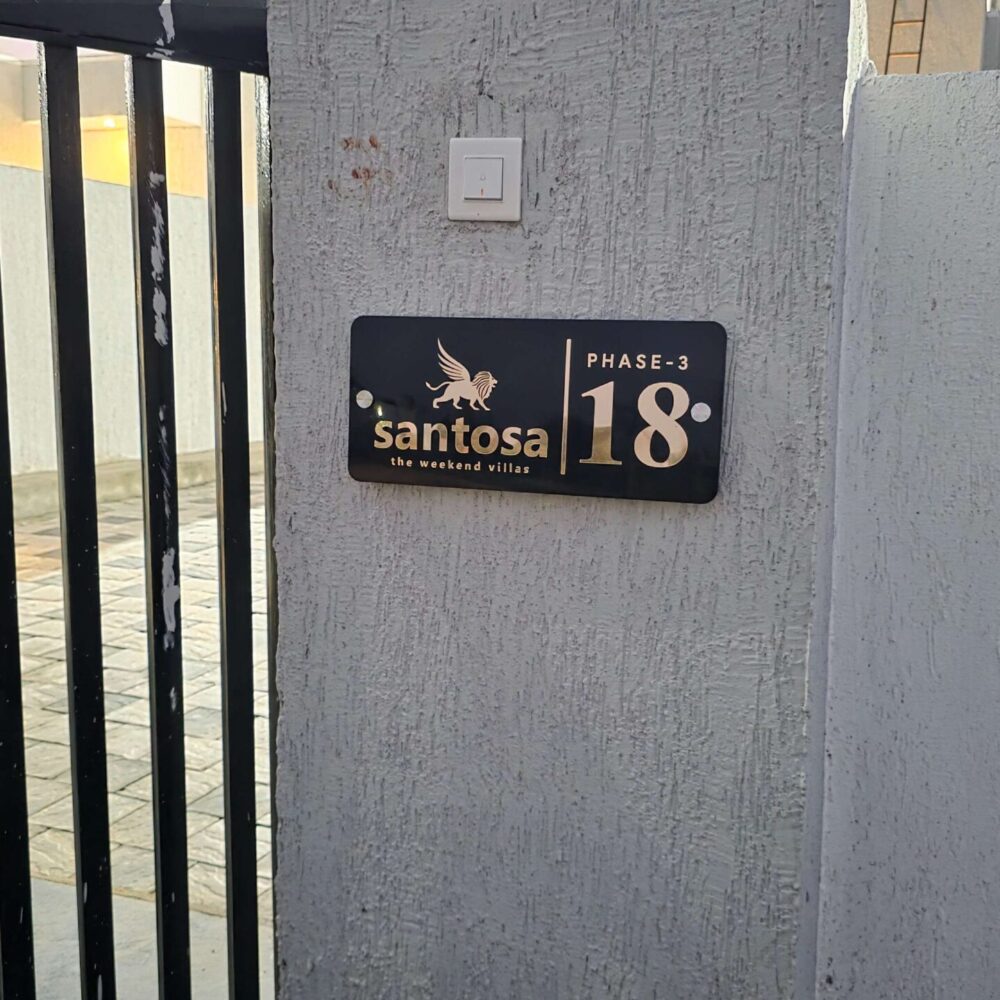 santosa
the weekend villas
PHASE-3
18